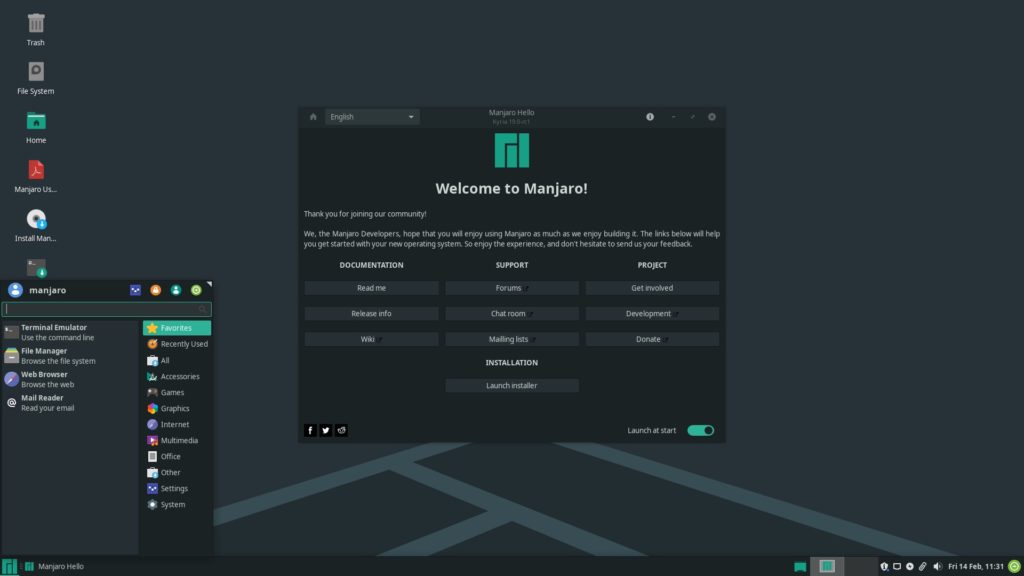 Trash
File System
Home
Manjaro Us...
Install Man...
manjaro
Terminal Emulator
Use the command line
File Manager
Browse the file system
Web Browser
Browse the web
Mail Reader
Read your email
Favorites
Recently Used
All
Accessories
Games
Graphics
Internet
Multimedia
Office
Other
Settings
System
English
Manjaro Hello
Welcome to Manjaro!
Thank you for joining our community!
We, the Manjaro Developers, hope that you will enjoy using Manjaro as much as we enjoy building it. The links below will help
you get started with your new operating system. So enjoy the experience, and don't hesitate to send us your feedback.
DOCUMENTATION SUPPORT PROJECT
Read me Forums Get involved
Release info Chat room Development
Wiki Mailling lists Donate
INSTALLATION
Launch installer
Launch at start
Manjaro Hello
Fri 14 Feb, 11:31